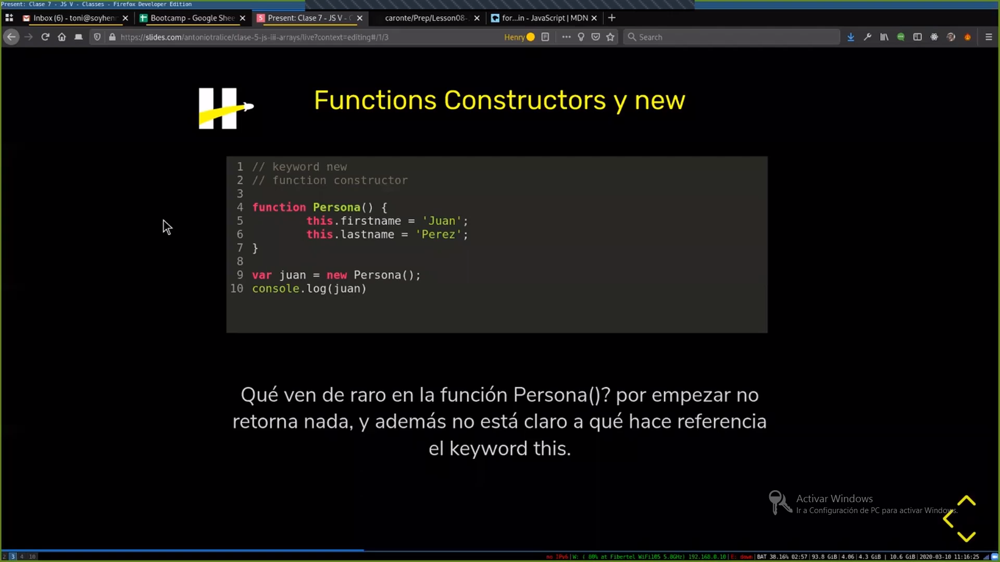 Present: Clase 7 - JS V - Classes - Firefox Developer Edition
Inbox (6) - toni@soyhen
Bootcamp - Google Shee
Present: Clase 7 - JS V -
caronte/Prep/Lesson08-
for...in - JavaScript | MDN
https://slides.com/antoniotralice/clase-5-js-iii-arrays/live?context=editing#/1/3
Henry
Search
Functions Constructors y new
1 // keyword new
2 // function constructor
3
4 function Persona() {
5 this.firstname = 'Juan';
6 this.lastname = 'Perez';
7 }
8
9 var juan = new Persona();
10 console.log(juan)
Qué ven de raro en la función Persona()? por empezar no
retorna nada, y además no está claro a qué hace referencia
el keyword this.
Activar Windows
Ir a Configuración de PC para activar Windows.
2 3 4 10
no IPv6|W: ( 80% at Fibertel WiFi105 5.8GHz) 192.168.0.10|E: down|BAT 38.16% 02:57|93.8 GiB|4.06|4.3 GiB | 10.6 GiB|2020-03-10 11:16:25